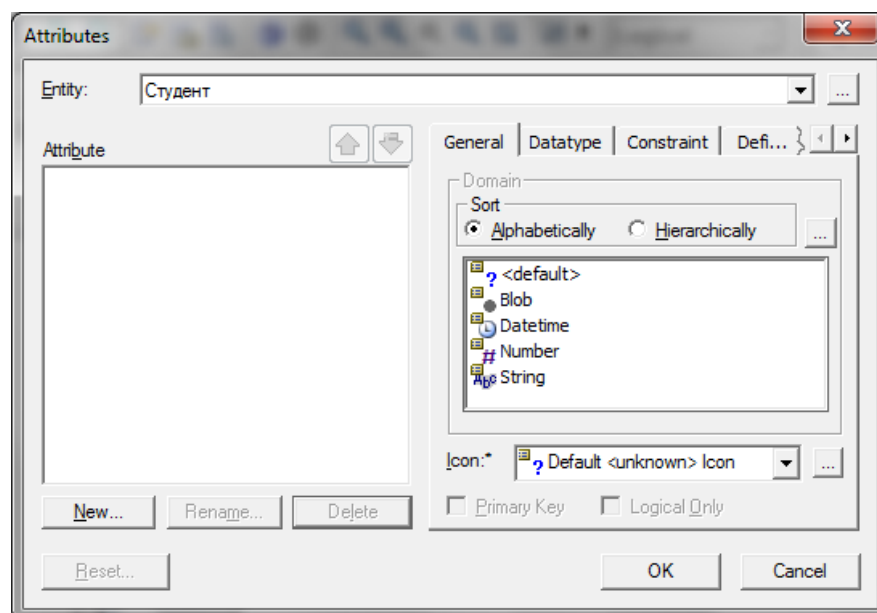 Attributes
Entity: Студент ...
Attribute
General Datatype Constraint Defi...
Domain
Sort
Alphabetically Hierarchically ...
<default>
Blob
Datetime
Number
String
Icon:* Default <unknown> Icon ...
New... Rename... Delete
Primary Key Logical Only
Reset... OK Cancel